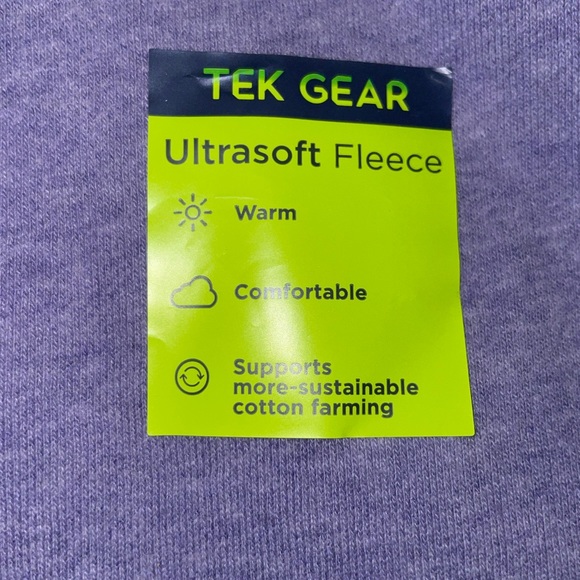 TEK GEAR
Ultrasoft Fleece
Warm
Comfortable
Supports
more-sustainable
cotton farming